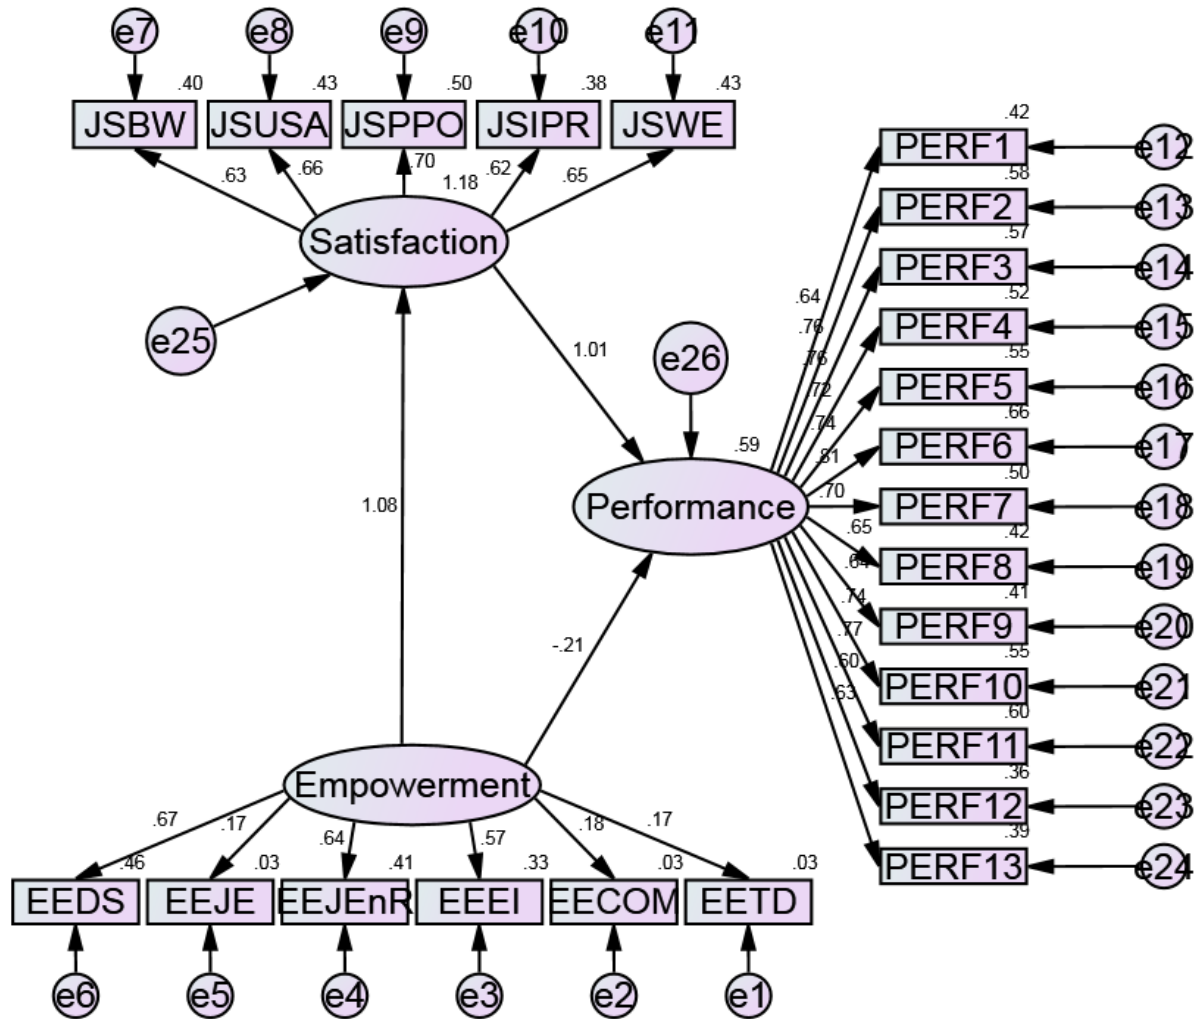 e7 e8 e9 e10 e11
.40 .43 .50 .38 .43
JSBW JSUSA JSPPO JSIPR JSWE
.63 .66 .70 1.18 .62 .65
Satisfaction
e25
1.01
e26
.59
Performance
1.08
-.21
.42
PERF1 e12
.58
PERF2 e13
.57
PERF3 e14
.52
PERF4 e15
.55
PERF5 e16
.66
PERF6 e17
.50
PERF7 e18
.42
PERF8 e19
.41
PERF9 e20
.55
PERF10 e21
.60
PERF11 e22
.36
PERF12 e23
.39
PERF13 e24
.64
.76
.76
.72
.74
.81
.70
.65
.64
.74
.77
.60
.63
Empowerment
.67 .17 .64 .57 .18 .17
.46 .03 .41 .33 .03 .03
EEDS EEJE EEJEnR EEEI EECOM EETD
e6 e5 e4 e3 e2 e1